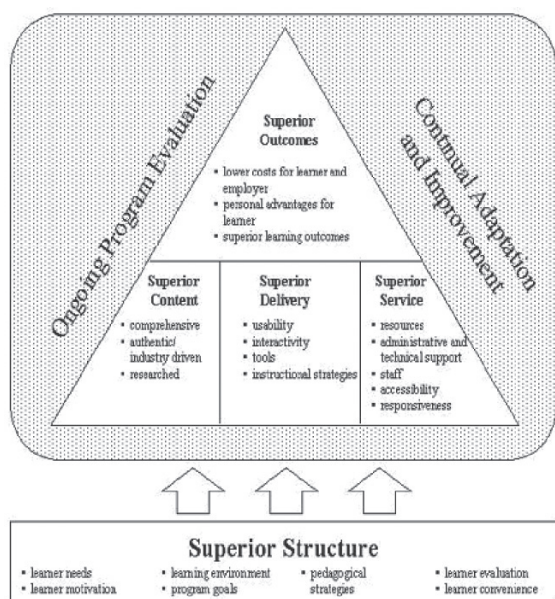 Ongoing Program Evaluation
Continual Adaptation
and Improvement
Superior
Outcomes
▪ lower costs for learner and
employer
▪ personal advantages for
learner
▪ superior learning outcomes
Superior
Content
▪ comprehensive
▪ authentic/
industry driven
▪ researched
Superior
Delivery
▪ usability
▪ interactivity
▪ tools
▪ instructional strategies
Superior
Service
▪ resources
▪ administrative and
technical support
▪ staff
▪ accessibility
▪ responsiveness
Superior Structure
▪ learner needs
▪ learner motivation
▪ learning environment
▪ program goals
▪ pedagogical
strategies
▪ learner evaluation
▪ learner convenience